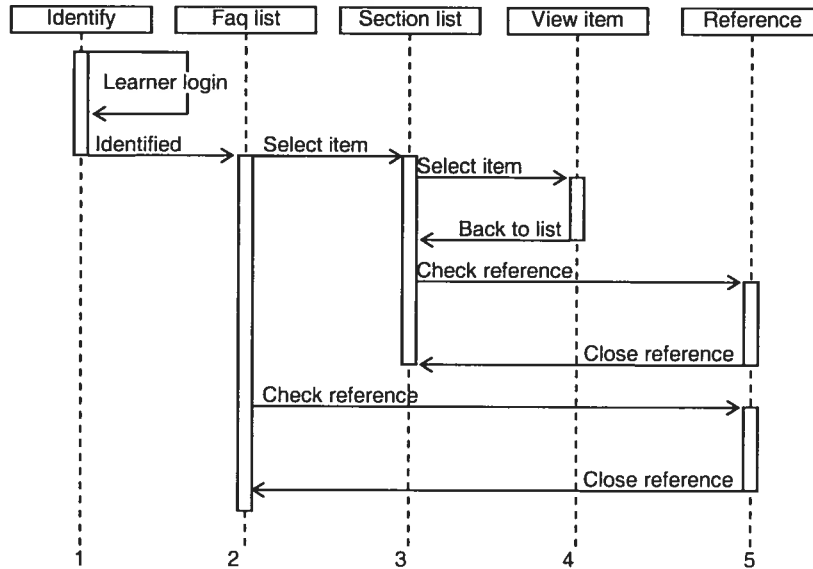 Identify Faq list Section list View item Reference
Learner login
Identified Select item
Select item
Back to list
Check reference
Close reference
Check reference
Close reference
1 2 3 4 5